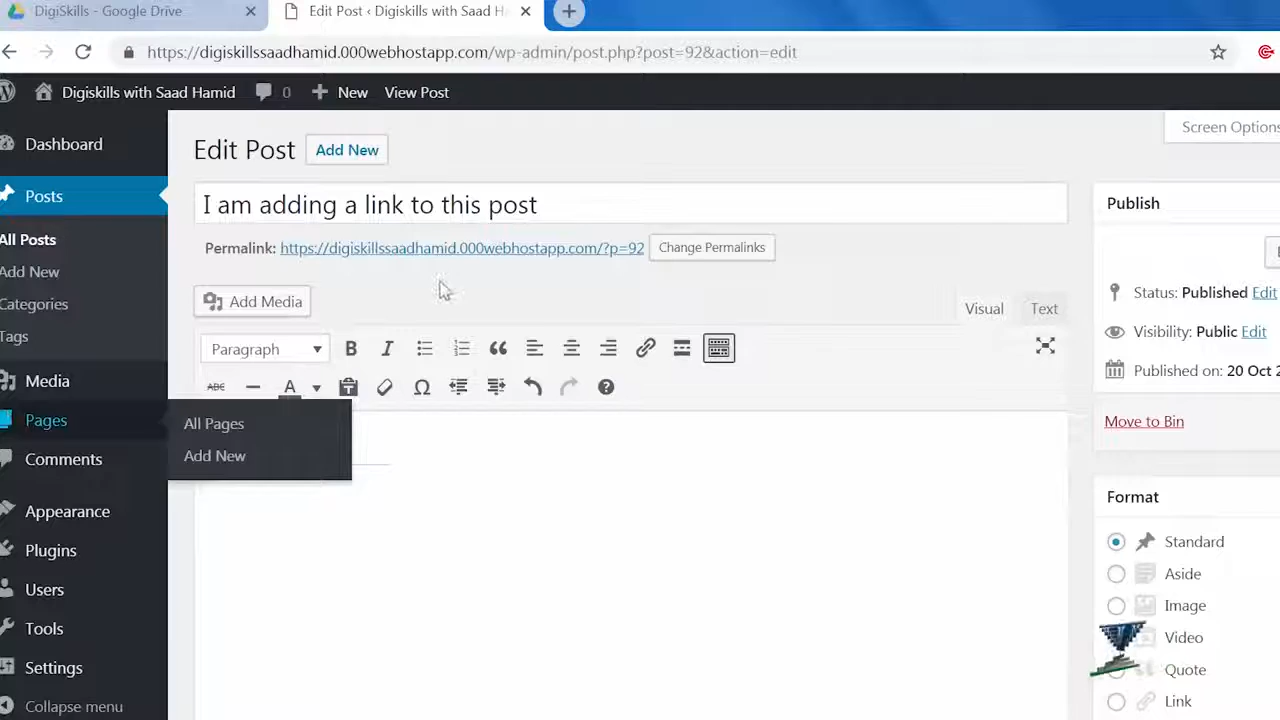 DigiSkills - Google Drive
Edit Post ‹ Digiskills with Saad H
https://digiskillssaadhamid.000webhostapp.com/wp-admin/post.php?post=92&action=edit
Digiskills with Saad Hamid 0 New View Post
Screen Options
Dashboard
Posts
All Posts
Add New
Categories
Tags
Media
Pages
Comments
Appearance
Plugins
Users
Tools
Settings
Collapse menu
All Pages
Add New
Edit Post Add New
I am adding a link to this post
Permalink: https://digiskillssaadhamid.000webhostapp.com/?p=92 Change Permalinks
Add Media
Visual Text
Paragraph B I
ABC A Ω ?
Publish
Status: Published Edit
Visibility: Public Edit
Published on: 20 Oct 2
Move to Bin
Format
Standard
Aside
Image
Video
Quote
Link